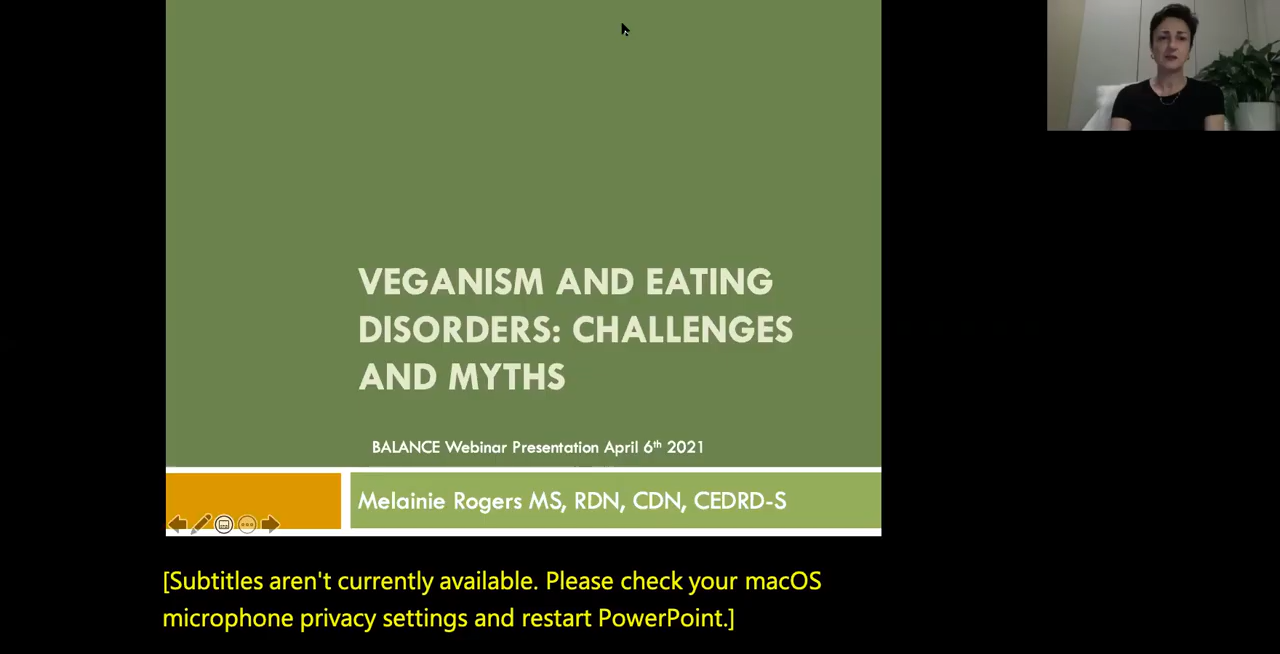 VEGANISM AND EATING
DISORDERS: CHALLENGES
AND MYTHS
BALANCE Webinar Presentation April 6th 2021
Melainie Rogers MS, RDN, CDN, CEDRD-S
[Subtitles aren't currently available. Please check your macOS
microphone privacy settings and restart PowerPoint.]